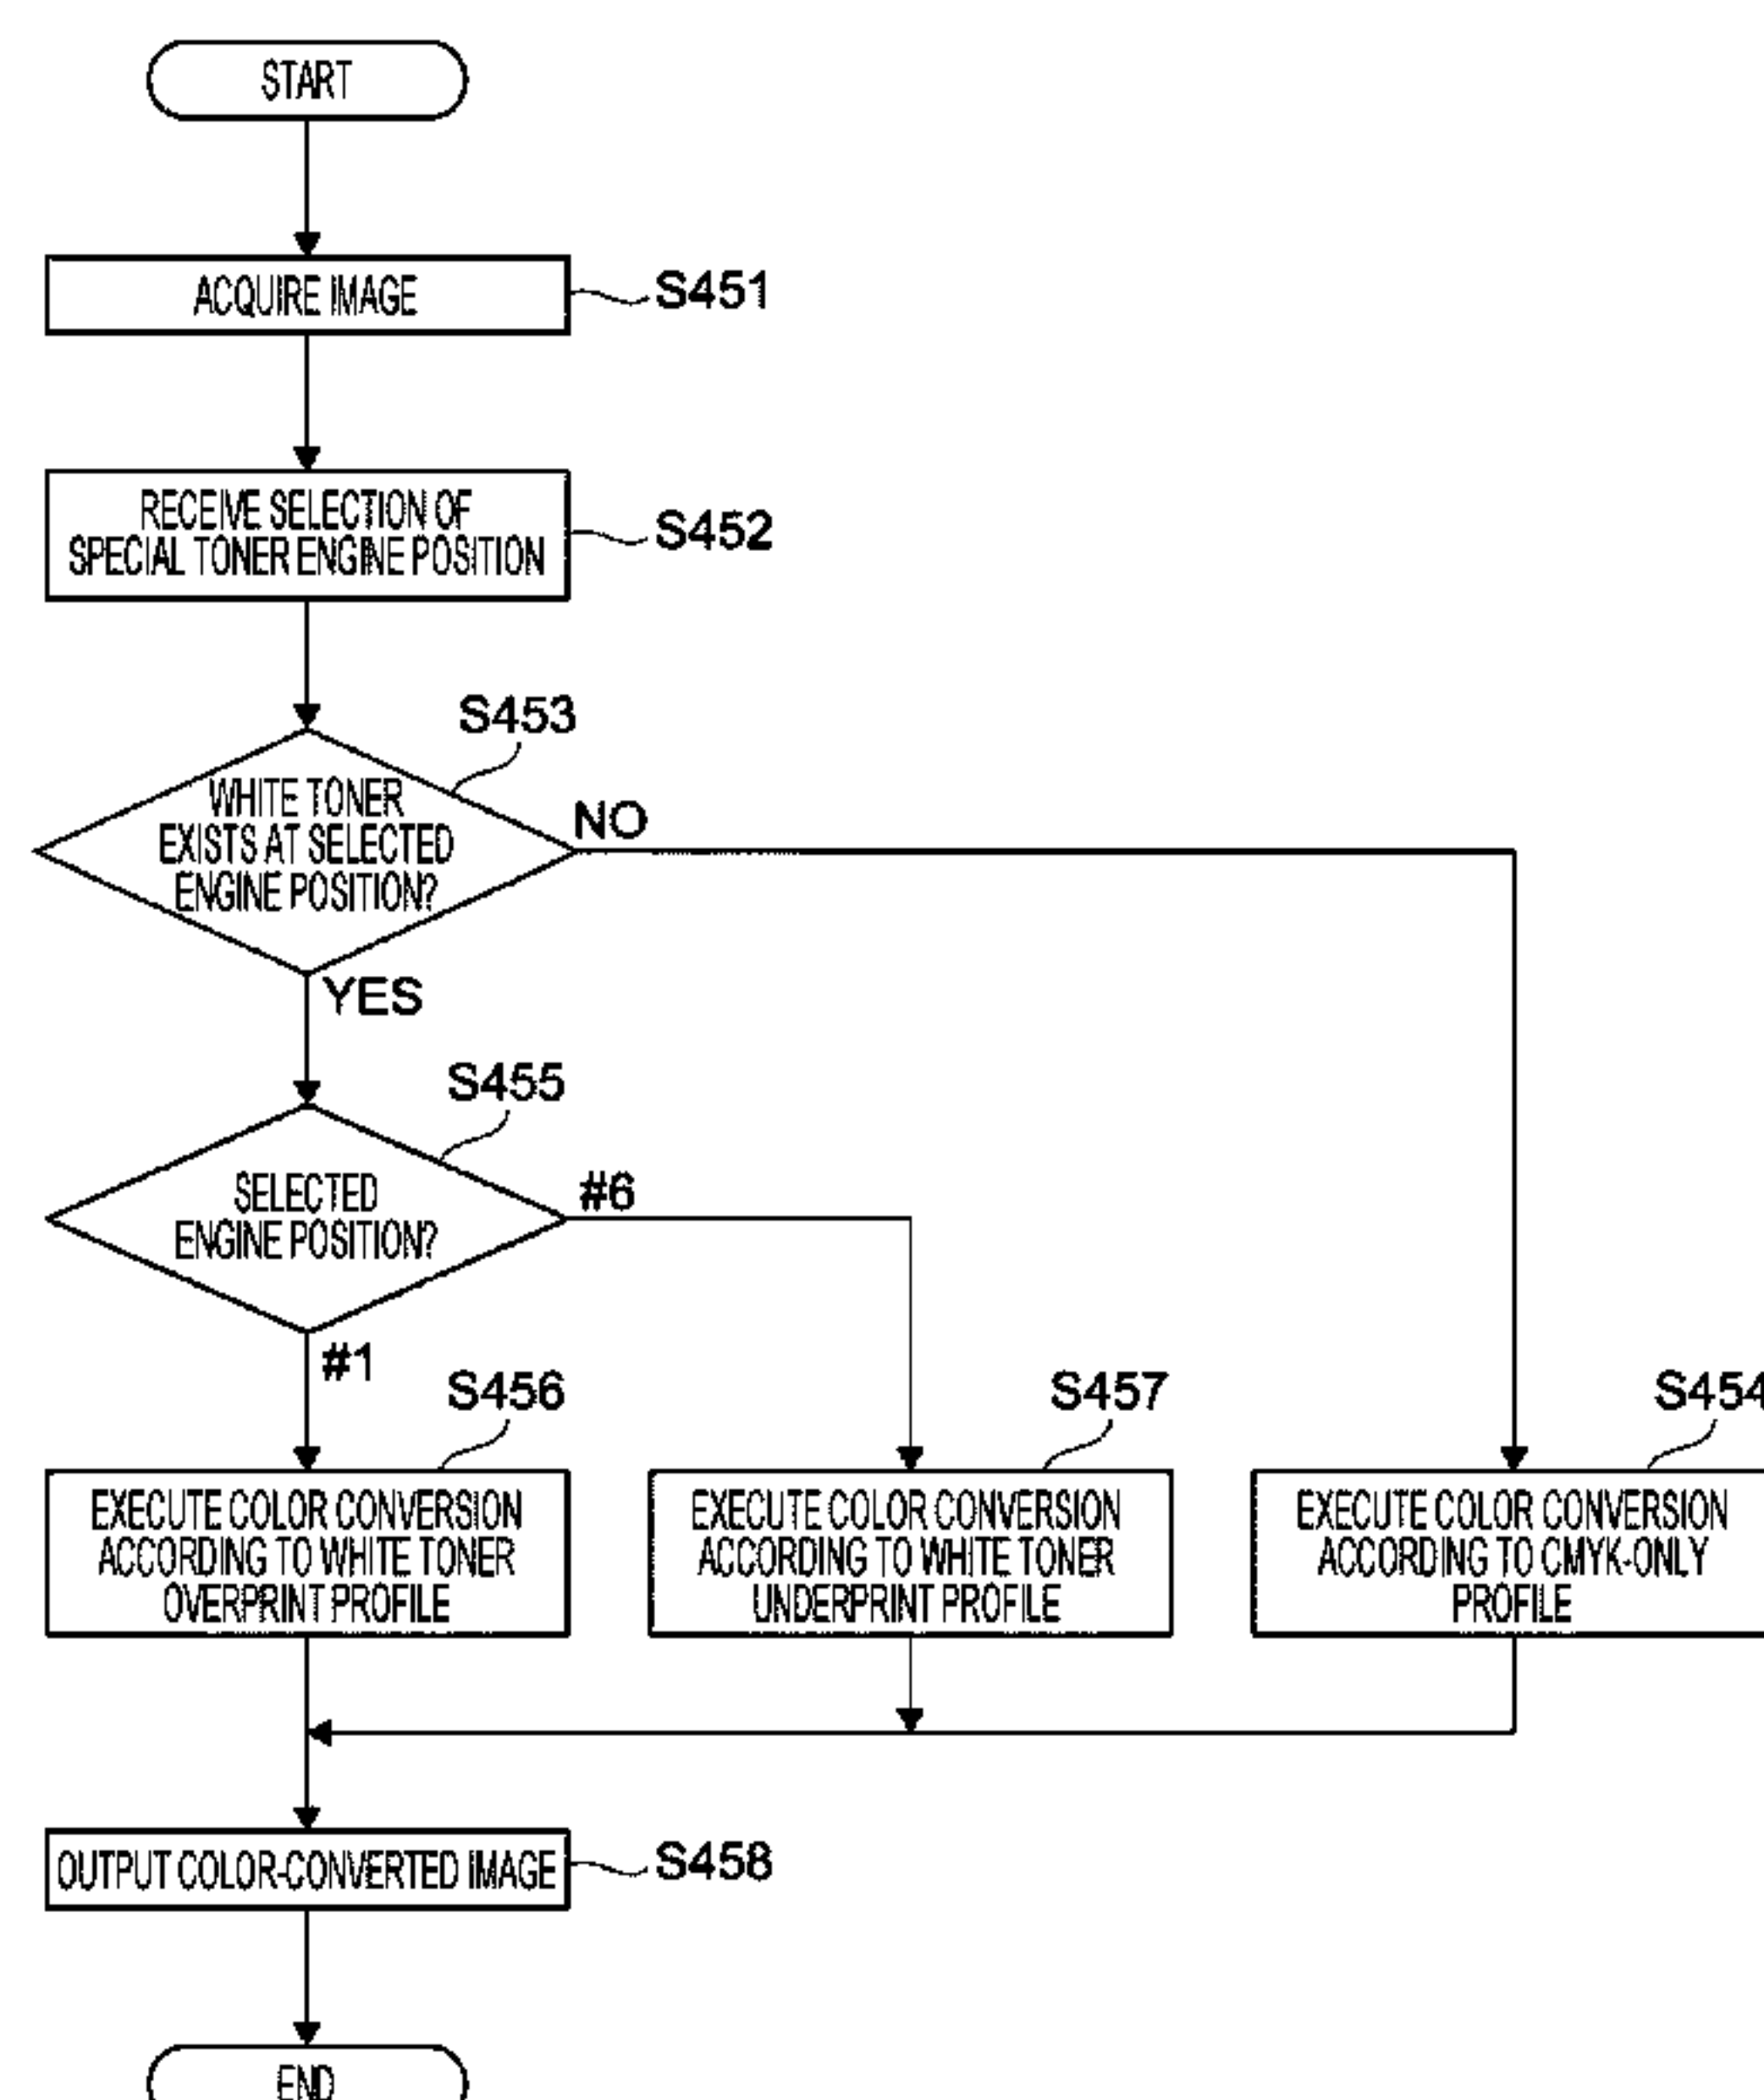 START
ACQUIRE IMAGE
S451
RECEIVE SELECTION OF
SPECIAL TONER ENGINE POSITION
S452
S453
WHITE TONER
EXISTS AT SELECTED
ENGINE POSITION?
NO
YES
S455
SELECTED
ENGINE POSITION?
#6
#1
S456
EXECUTE COLOR CONVERSION
ACCORDING TO WHITE TONER
OVERPRINT PROFILE
S457
EXECUTE COLOR CONVERSION
ACCORDING TO WHITE TONER
UNDERPRINT PROFILE
S454
EXECUTE COLOR CONVERSION
ACCORDING TO CMYK-ONLY
PROFILE
OUTPUT COLOR-CONVERTED IMAGE
S458
END